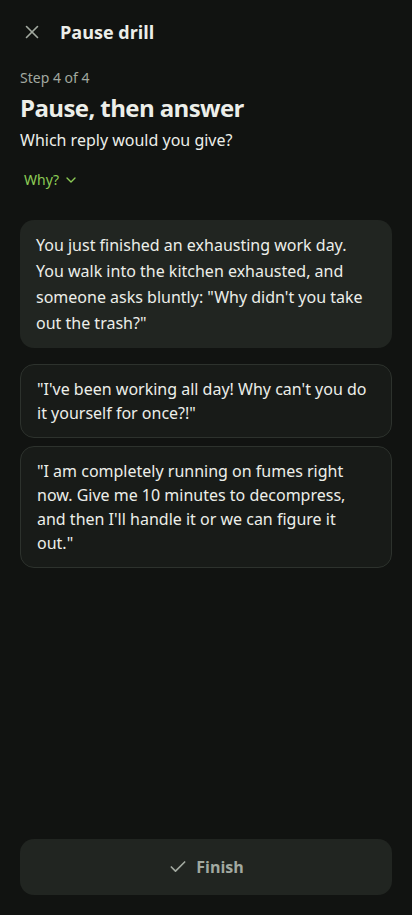 Pause drill
Step 4 of 4
Pause, then answer
Which reply would you give?
Why?
You just finished an exhausting work day.
You walk into the kitchen exhausted, and
someone asks bluntly: "Why didn't you take
out the trash?"
"I've been working all day! Why can't you do
it yourself for once?!"
"I am completely running on fumes right
now. Give me 10 minutes to decompress,
and then I'll handle it or we can figure it
out."
Finish